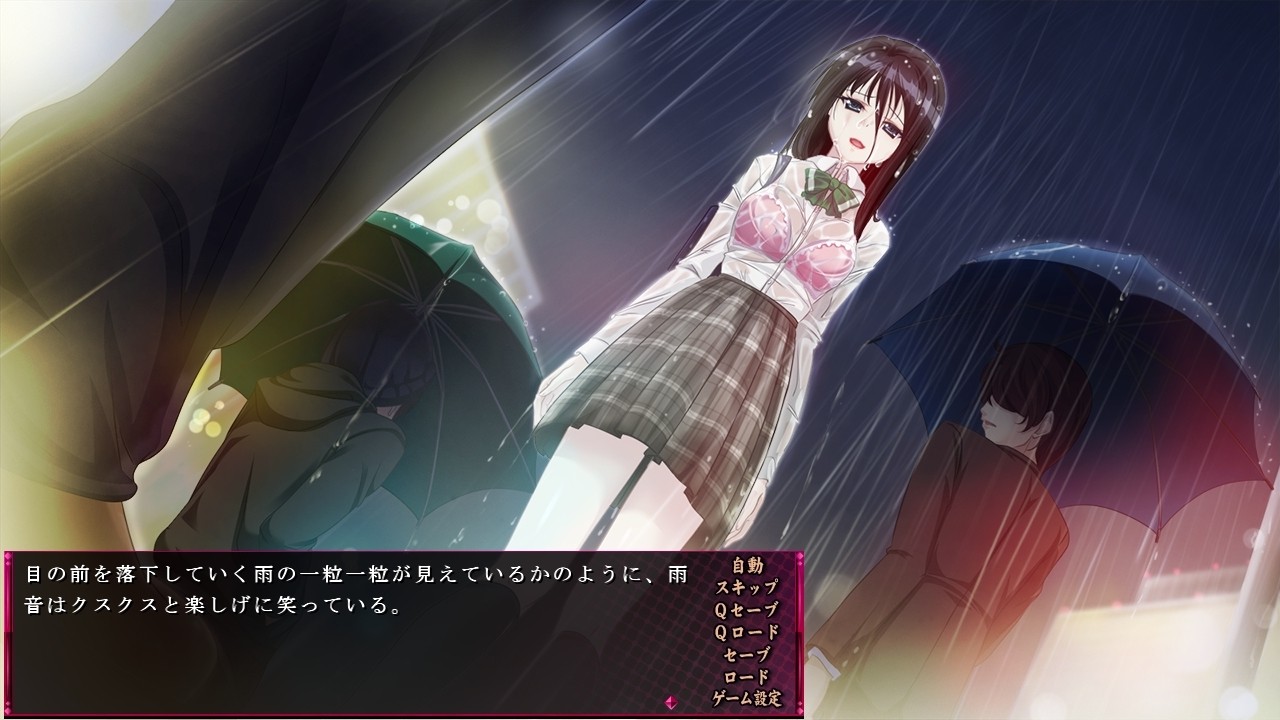 目の前を落下していく雨の一粒一粒が見えているかのように、雨
音はクスクスと楽しげに笑っている。
自動
スキップ
Qセーブ
Qロード
セーブ
ロード
ゲーム設定